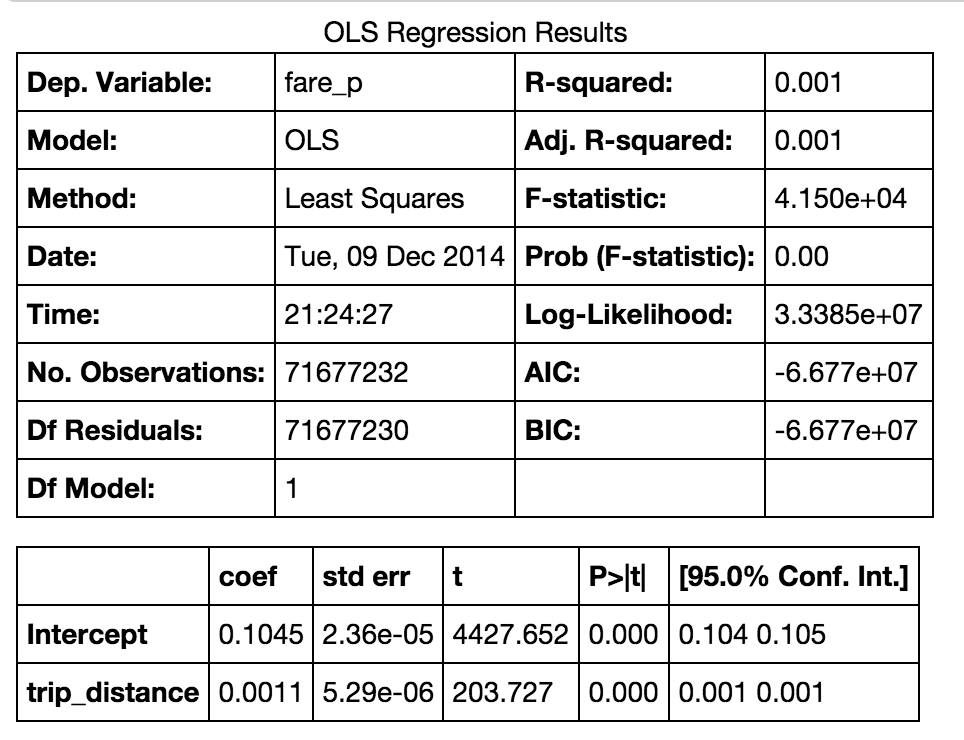 OLS Regression Results
Dep. Variable: fare_p R-squared: 0.001
Model: OLS Adj. R-squared: 0.001
Method: Least Squares F-statistic: 4.150e+04
Date: Tue, 09 Dec 2014 Prob (F-statistic): 0.00
Time: 21:24:27 Log-Likelihood: 3.3385e+07
No. Observations: 71677232 AIC: -6.677e+07
Df Residuals: 71677230 BIC: -6.677e+07
Df Model: 1
coef std err t P>|t| [95.0% Conf. Int.]
Intercept 0.1045 2.36e-05 4427.652 0.000 0.104 0.105
trip_distance 0.0011 5.29e-06 203.727 0.000 0.001 0.001